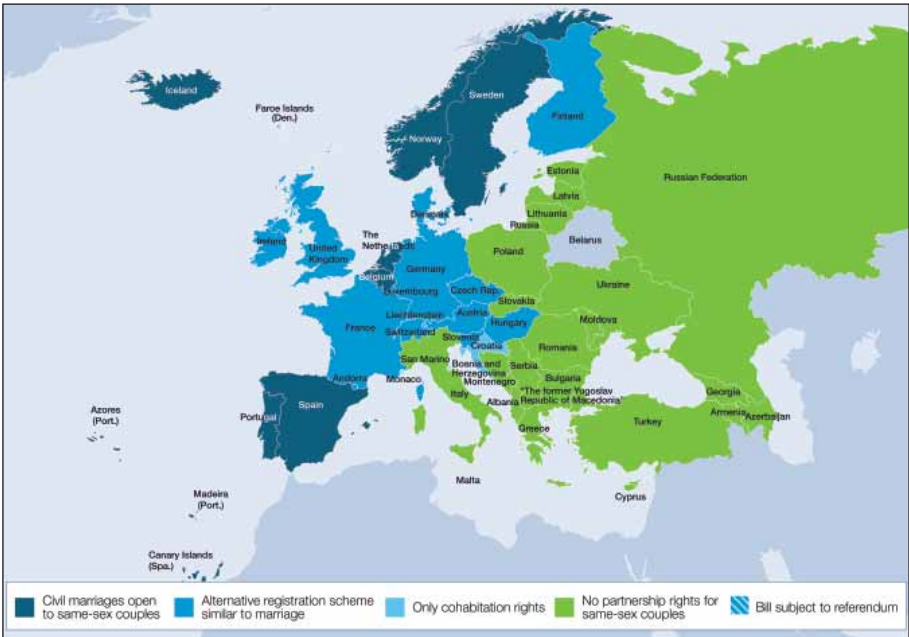 Iceland
Faroe Islands
(Den.)
Sweden
Norway
Finland
Russian Federation
Estonia
Latvia
Lithuania
Russia
Belarus
Denmark
Ireland
United
Kingdom
The
Netherlands
Belgium
Luxembourg
Germany
Poland
Czech Rep.
Slovakia
Ukraine
Liechtenstein
Austria
Hungary
Moldova
France
Switzerland
Slovenia
Croatia
Romania
San Marino
Bosnia and
Herzegovina
Serbia
Andorra
Monaco
Montenegro
Bulgaria
Italy
"The former Yugoslav
Republic of Macedonia"
Albania
Georgia
Armenia
Azerbaijan
Azores
(Port.)
Portugal
Spain
Greece
Turkey
Malta
Cyprus
Madeira
(Port.)
Canary Islands
(Spa.)
Civil marriages open
to same-sex couples
Alternative registration scheme
similar to marriage
Only cohabitation rights
No partnership rights for
same-sex couples
Bill subject to referendum